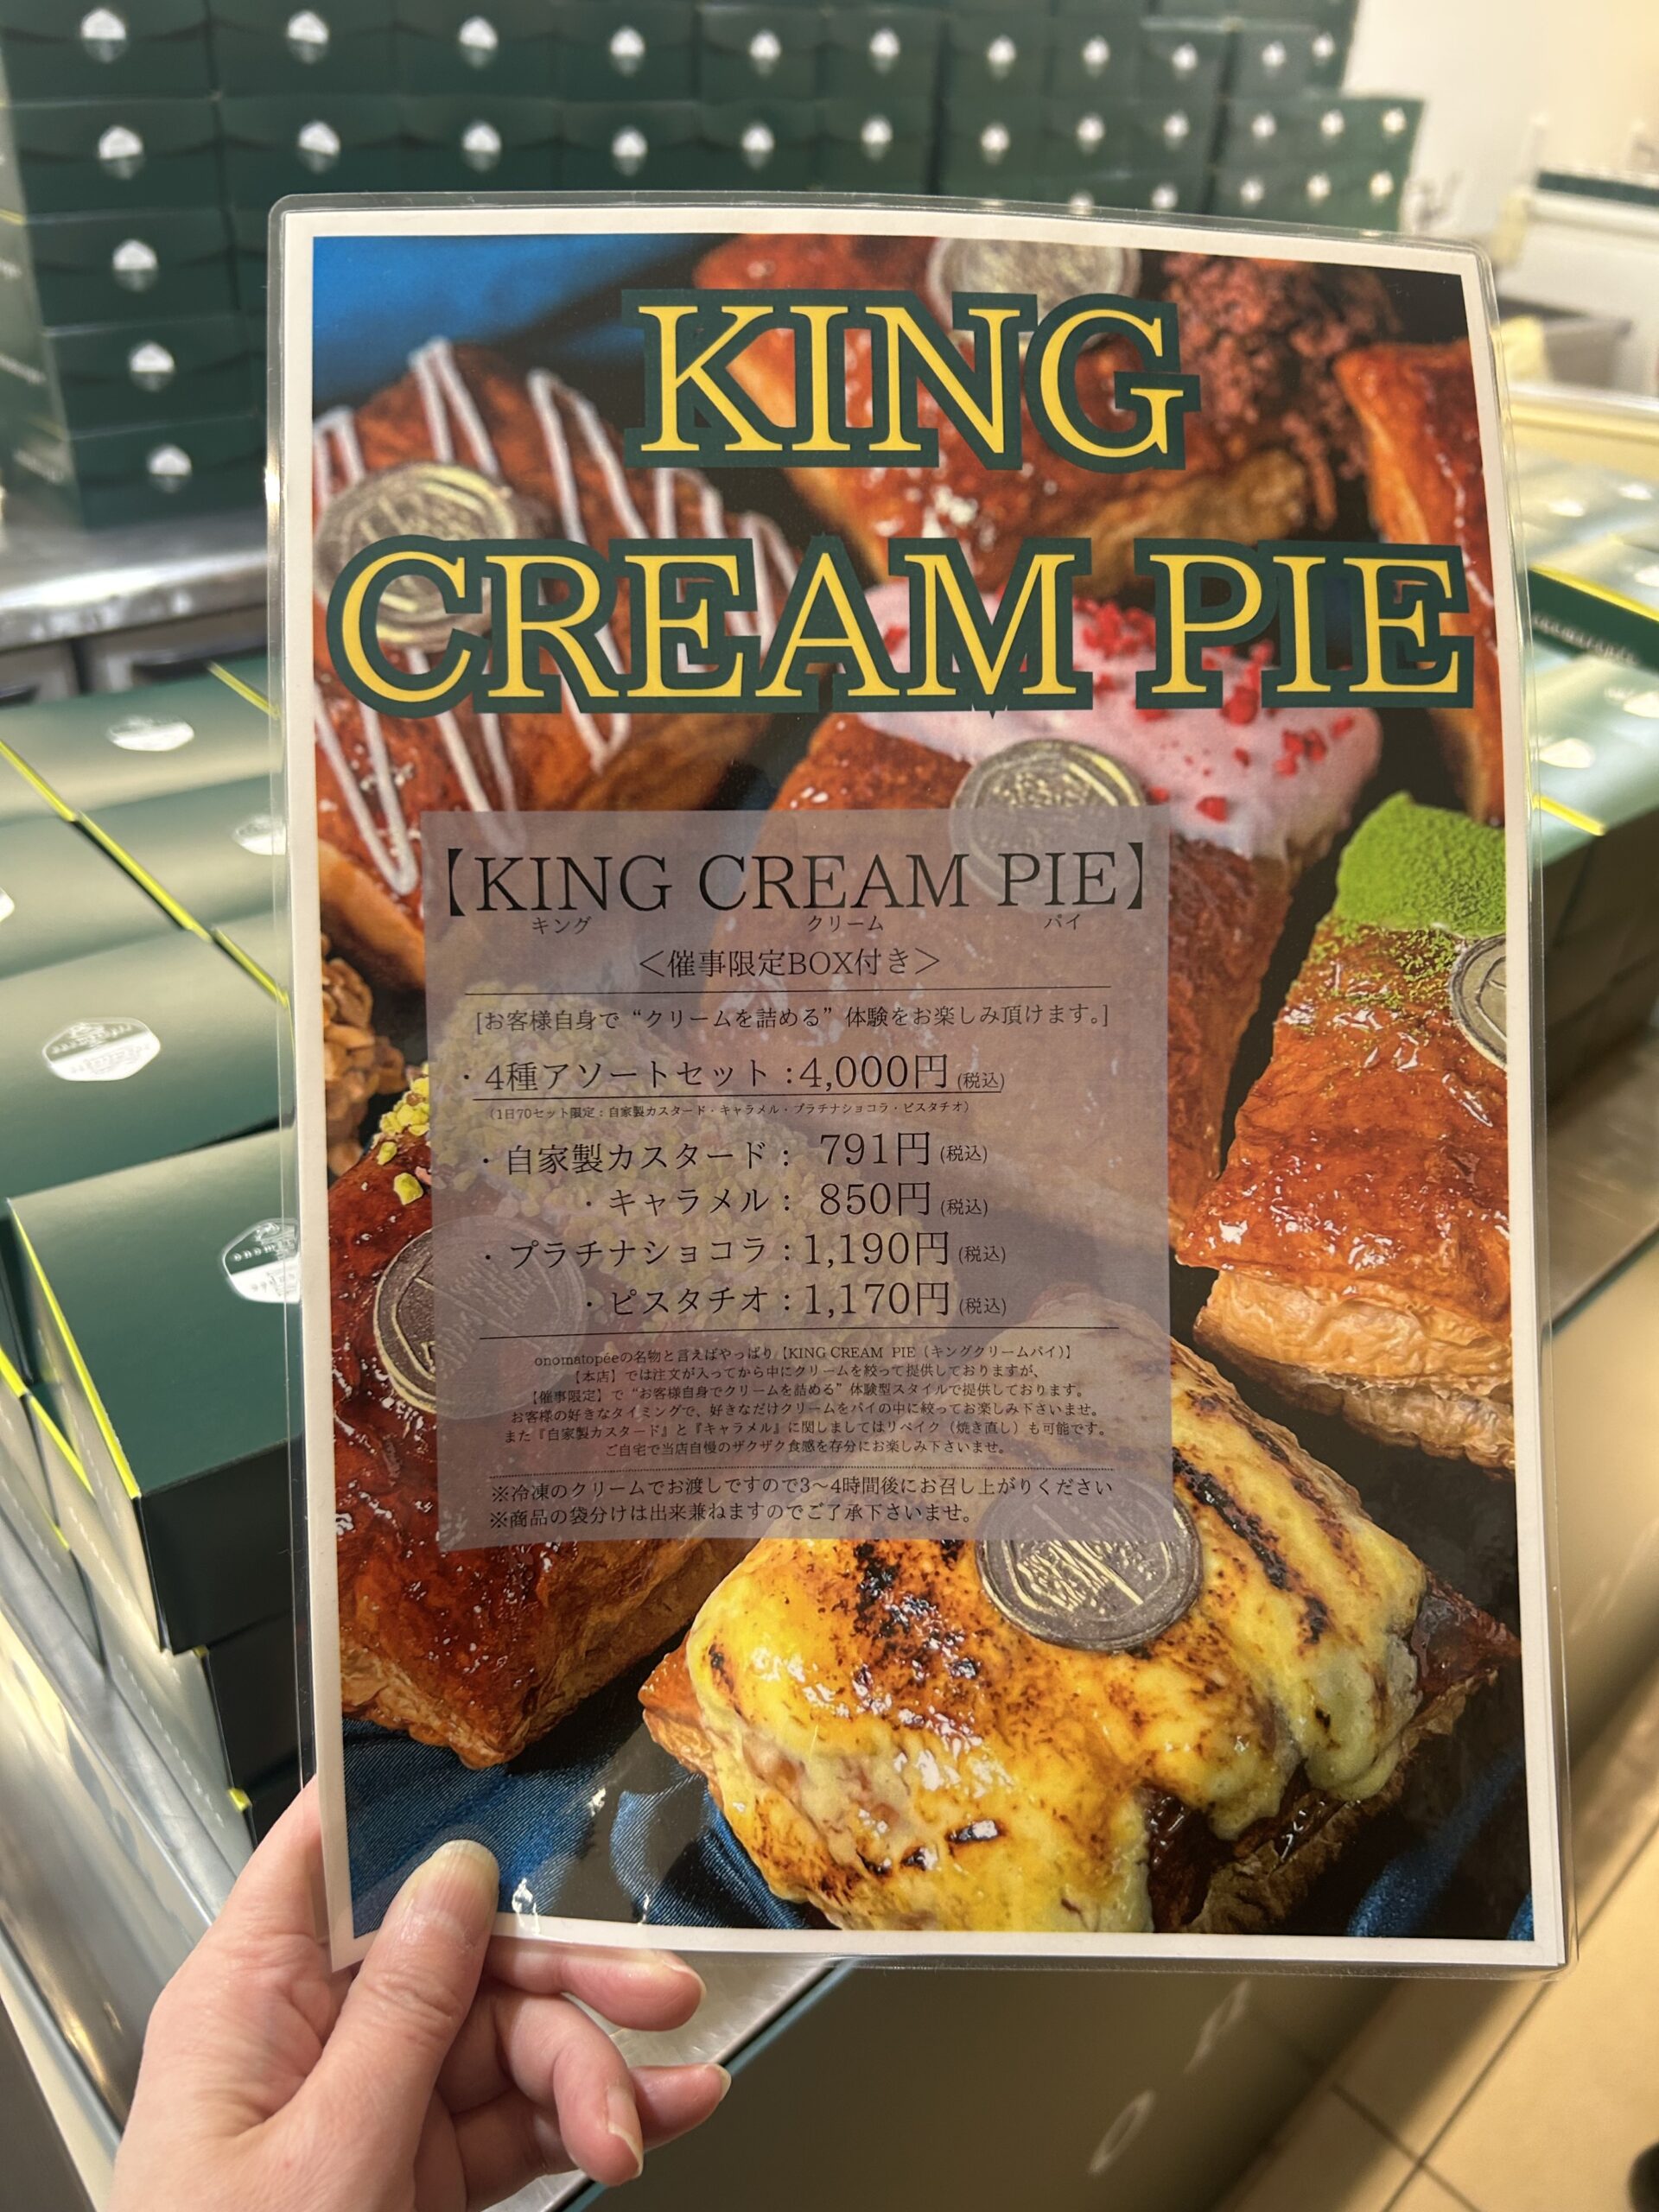 KING
CREAM PIE
【KING CREAM PIE】
キング クリーム パイ
＜催事限定BOX付き＞
[お客様自身で“クリームを詰める”体験をお楽しみ頂けます。]
・4種アソートセット：4,000円(税込)
（1日70セット限定：自家製カスタード・キャラメル・プラチナショコラ・ピスタチオ）
・自家製カスタード： 791円(税込)
・キャラメル： 850円(税込)
・プラチナショコラ：1,190円(税込)
・ピスタチオ：1,170円(税込)
onomatopéeの名物と言えばやっぱり【KING CREAM PIE（キングクリームパイ）】
【本店】では注文が入ってから中にクリームを絞って提供しておりますが、
【催事限定】で“お客様自身でクリームを詰める”体験型スタイルで提供しております。
お客様の好きなタイミングで、好きなだけクリームをパイの中に絞ってお楽しみ下さいませ。
また『自家製カスタード』と『キャラメル』に関しましてはリベイク（焼き直し）も可能です。
ご自宅で当店自慢のザクザク食感を存分にお楽しみ下さいませ。
※冷凍のクリームでお渡しですので3～4時間後にお召し上がりください
※商品の袋分けは出来兼ねますのでご了承下さいませ。